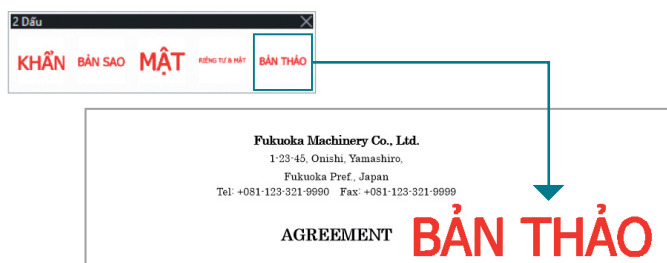 2 Dấu
KHẨN BẢN SAO MẬT RIÊNG TƯ & MẬT BẢN THẢO
Fukuoka Machinery Co., Ltd.
1-23-45, Onishi, Yamashiro,
Fukuoka Pref., Japan
Tel: +081-123-321-9990 Fax: +081-123-321-9999
AGREEMENT BẢN THẢO